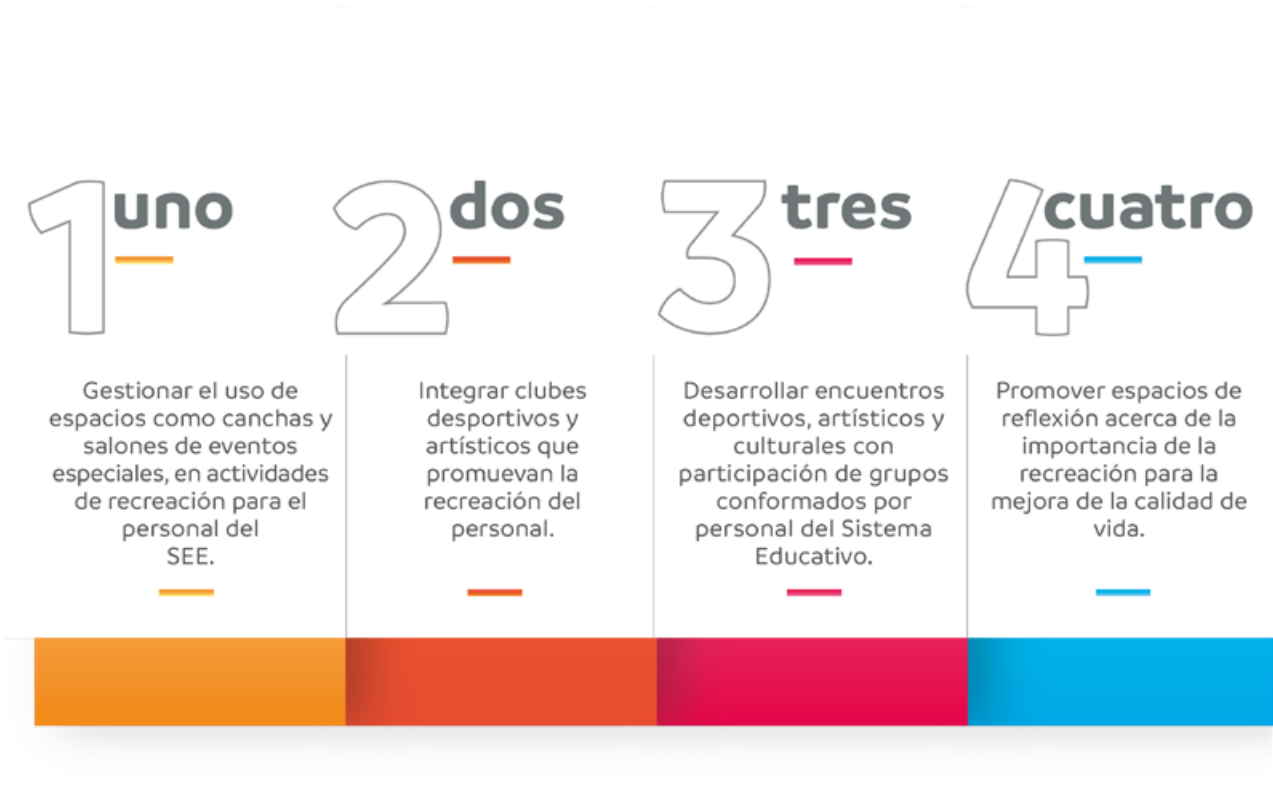 1 uno
Gestionar el uso de
espacios como canchas y
salones de eventos
especiales, en actividades
de recreación para el
personal del
SEE.
2 dos
Integrar clubes
desportivos y
artísticos que
promuevan la
recreación del
personal.
3 tres
Desarrollar encuentros
deportivos, artísticos y
culturales con
participación de grupos
conformados por
personal del Sistema
Educativo.
4 cuatro
Promover espacios de
reflexión acerca de la
importancia de la
recreación para la
mejora de la calidad de
vida.